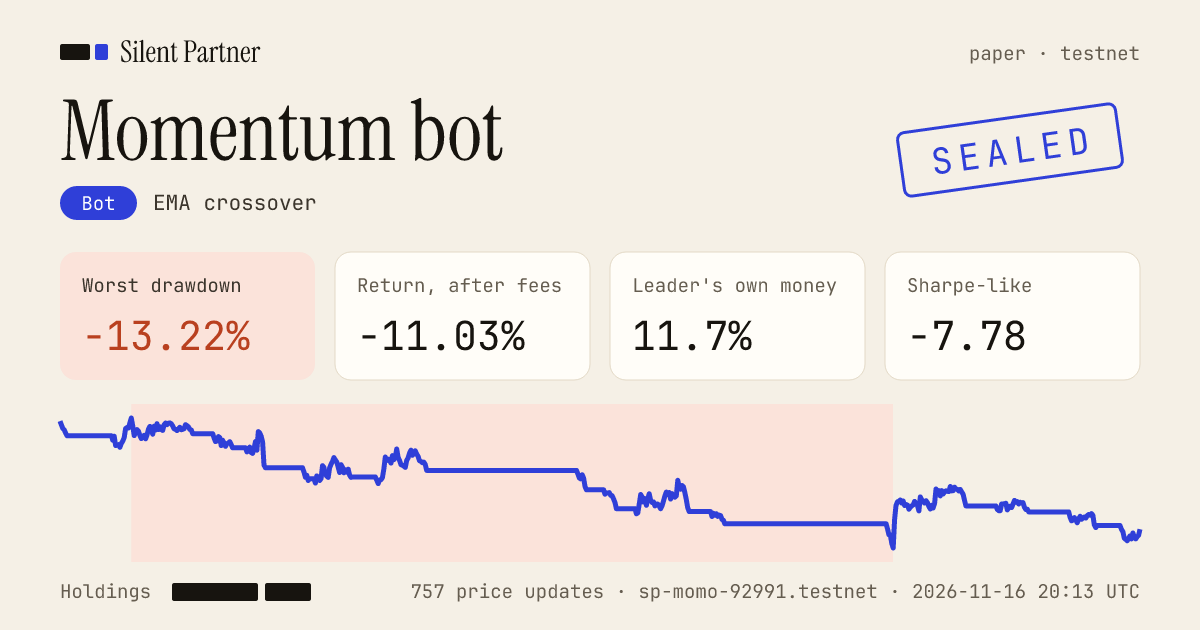 Silent Partner
paper · testnet
Momentum bot
SEALED
Bot EMA crossover
Worst drawdown
-13.22%
Return, after fees
-11.03%
Leader's own money
11.7%
Sharpe-like
-7.78
Holdings
757 price updates · sp-momo-92991.testnet · 2026-11-16 20:13 UTC